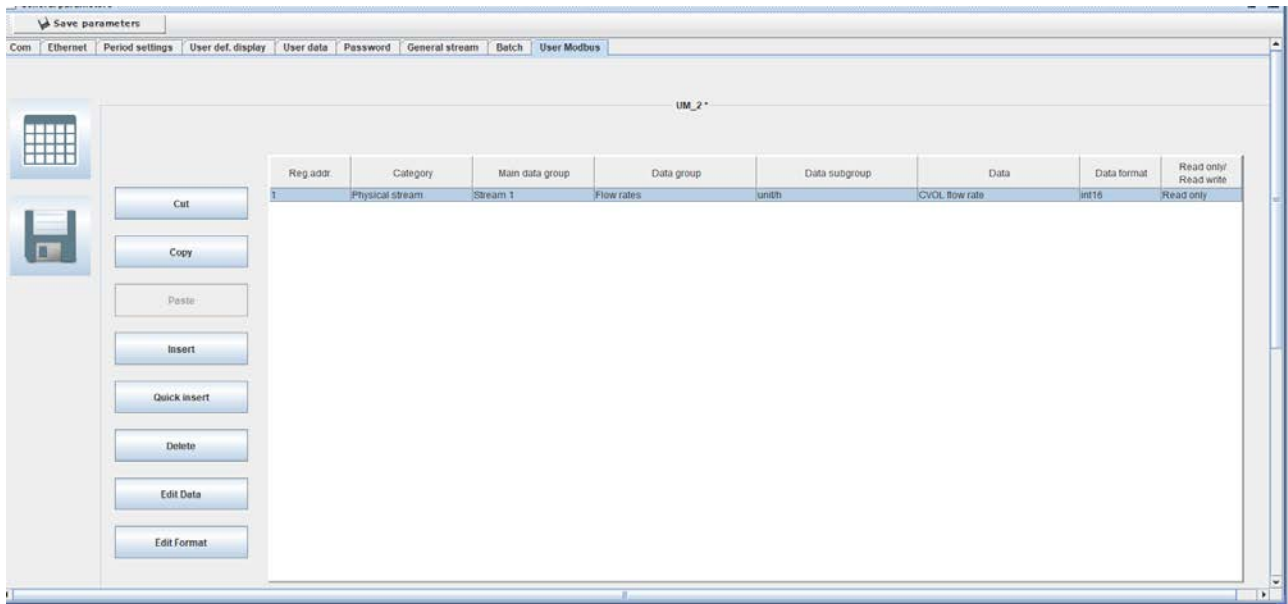 General parameters
Save parameters
Com Ethernet Period settings User def. display User data Password General stream Batch User Modbus
UM_2 *
Reg.addr. Category Main data group Data group Data subgroup Data Data format Read only/
Read write
1 Physical stream Stream 1 Flow rates unit/h CVOL flow rate int16 Read only
Cut
Copy
Paste
Insert
Quick insert
Delete
Edit Data
Edit Format